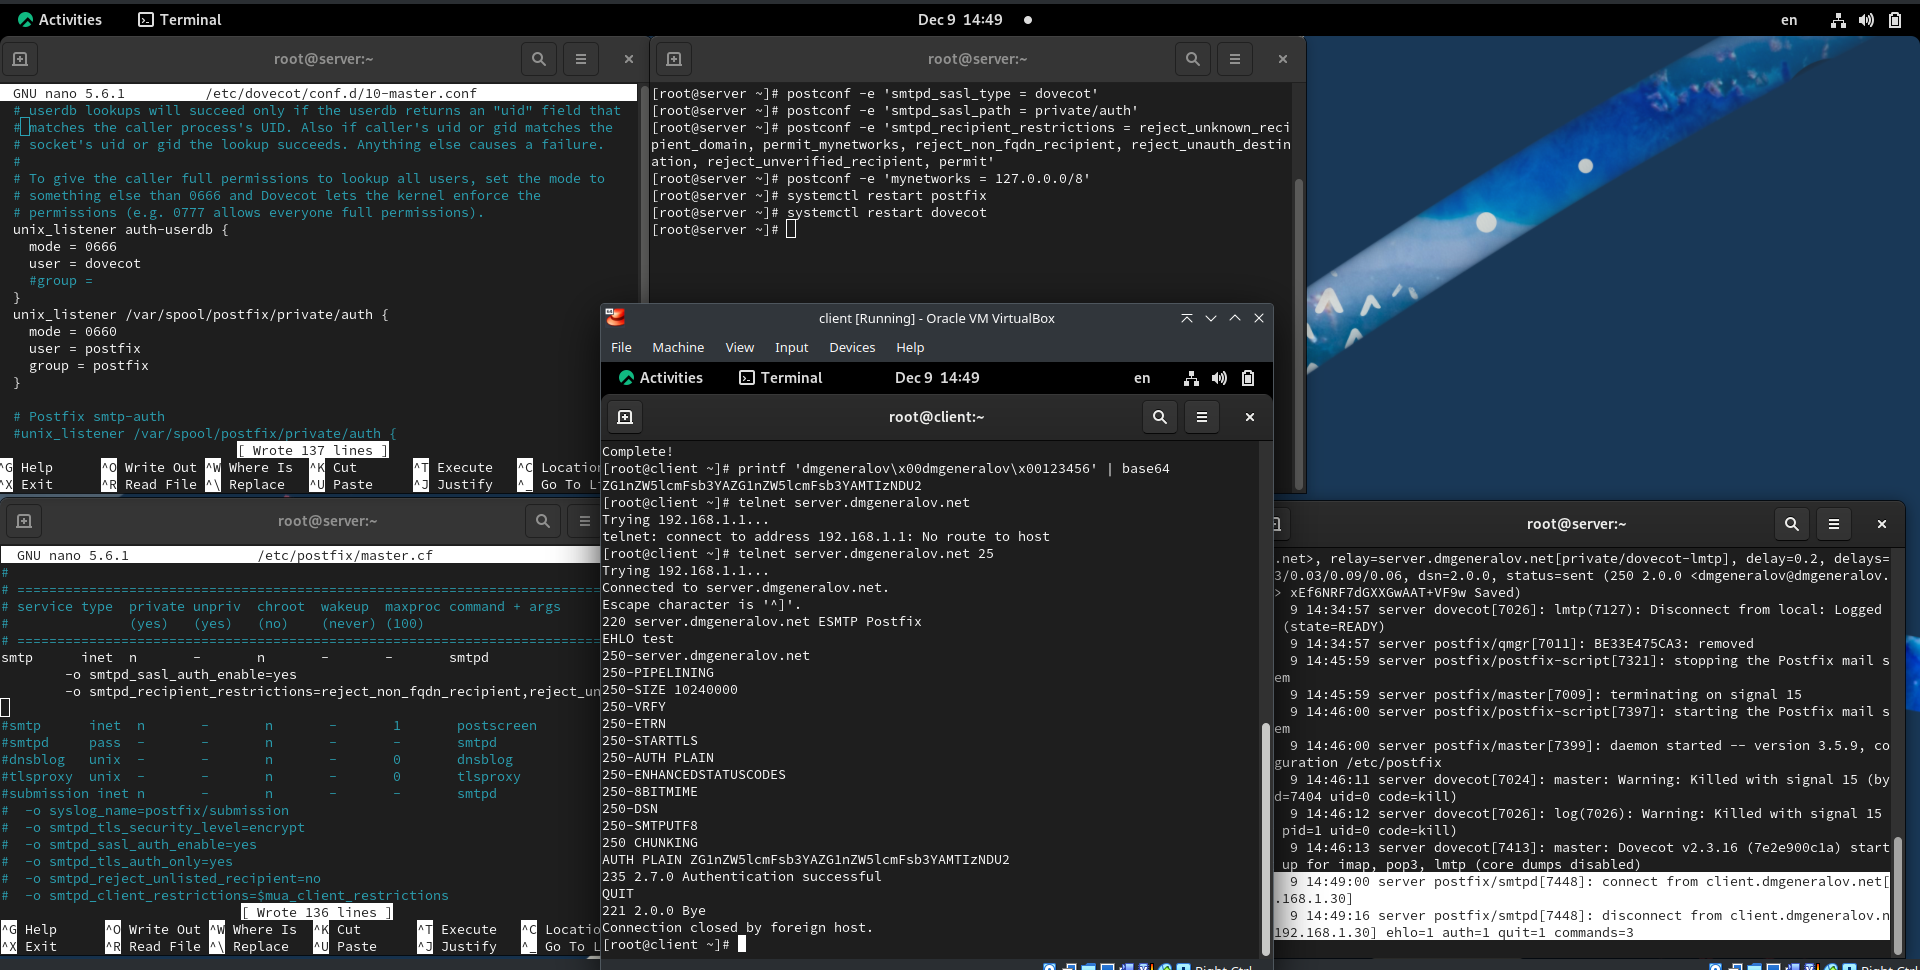 Activities Terminal Dec 9 14:49 en
root@server:~
GNU nano 5.6.1 /etc/dovecot/conf.d/10-master.conf
# userdb lookups will succeed only if the userdb returns an "uid" field that
# matches the caller process's UID. Also if caller's uid or gid matches the
# socket's uid or gid the lookup succeeds. Anything else causes a failure.
#
# To give the caller full permissions to lookup all users, set the mode to
# something else than 0666 and Dovecot lets the kernel enforce the
# permissions (e.g. 0777 allows everyone full permissions).
unix_listener auth-userdb {
mode = 0666
user = dovecot
#group =
}
unix_listener /var/spool/postfix/private/auth {
mode = 0660
user = postfix
group = postfix
}
# Postfix smtp-auth
#unix_listener /var/spool/postfix/private/auth {
[ Wrote 137 lines ]
^G Help ^O Write Out ^W Where Is ^K Cut ^T Execute ^C Location
^X Exit ^R Read File ^\ Replace ^U Paste ^J Justify ^_ Go To Li
root@server:~
[root@server ~]# postconf -e 'smtpd_sasl_type = dovecot'
[root@server ~]# postconf -e 'smtpd_sasl_path = private/auth'
[root@server ~]# postconf -e 'smtpd_recipient_restrictions = reject_unknown_reci
pient_domain, permit_mynetworks, reject_non_fqdn_recipient, reject_unauth_destin
ation, reject_unverified_recipient, permit'
[root@server ~]# postconf -e 'mynetworks = 127.0.0.0/8'
[root@server ~]# systemctl restart postfix
[root@server ~]# systemctl restart dovecot
[root@server ~]#
root@server:~
GNU nano 5.6.1 /etc/postfix/master.cf
#
# ==========================================================================
# service type private unpriv chroot wakeup maxproc command + args
# (yes) (yes) (no) (never) (100)
# ==========================================================================
smtp inet n - n - - smtpd
-o smtpd_sasl_auth_enable=yes
-o smtpd_recipient_restrictions=reject_non_fqdn_recipient,reject_un
#smtp inet n - n - 1 postscreen
#smtpd pass - - n - - smtpd
#dnsblog unix - - n - 0 dnsblog
#tlsproxy unix - - n - 0 tlsproxy
#submission inet n - n - - smtpd
# -o syslog_name=postfix/submission
# -o smtpd_tls_security_level=encrypt
# -o smtpd_sasl_auth_enable=yes
# -o smtpd_tls_auth_only=yes
# -o smtpd_reject_unlisted_recipient=no
# -o smtpd_client_restrictions=$mua_client_restrictions
[ Wrote 136 lines ]
^G Help ^O Write Out ^W Where Is ^K Cut ^T Execute ^C Locatio
^X Exit ^R Read File ^\ Replace ^U Paste ^J Justify ^_ Go To L
client [Running] - Oracle VM VirtualBox
File Machine View Input Devices Help
Activities Terminal Dec 9 14:49 en
root@client:~
Complete!
[root@client ~]# printf 'dmgeneralov\x00dmgeneralov\x00123456' | base64
ZG1nZW5lcmFsb3YAZG1nZW5lcmFsb3YAMTIzNDU2
[root@client ~]# telnet server.dmgeneralov.net
Trying 192.168.1.1...
telnet: connect to address 192.168.1.1: No route to host
[root@client ~]# telnet server.dmgeneralov.net 25
Trying 192.168.1.1...
Connected to server.dmgeneralov.net.
Escape character is '^]'.
220 server.dmgeneralov.net ESMTP Postfix
EHLO test
250-server.dmgeneralov.net
250-PIPELINING
250-SIZE 10240000
250-VRFY
250-ETRN
250-STARTTLS
250-AUTH PLAIN
250-ENHANCEDSTATUSCODES
250-8BITMIME
250-DSN
250-SMTPUTF8
250 CHUNKING
AUTH PLAIN ZG1nZW5lcmFsb3YAZG1nZW5lcmFsb3YAMTIzNDU2
235 2.7.0 Authentication successful
QUIT
221 2.0.0 Bye
Connection closed by foreign host.
[root@client ~]#
Right Ctrl
root@server:~
.net>, relay=server.dmgeneralov.net[private/dovecot-lmtp], delay=0.2, delays=
3/0.03/0.09/0.06, dsn=2.0.0, status=sent (250 2.0.0 <dmgeneralov@dmgeneralov.
> xEf6NRF7dGXXGwAAT+VF9w Saved)
9 14:34:57 server dovecot[7026]: lmtp(7127): Disconnect from local: Logged
(state=READY)
9 14:34:57 server postfix/qmgr[7011]: BE33E475CA3: removed
9 14:45:59 server postfix/postfix-script[7321]: stopping the Postfix mail s
em
9 14:45:59 server postfix/master[7009]: terminating on signal 15
9 14:46:00 server postfix/postfix-script[7397]: starting the Postfix mail s
em
9 14:46:00 server postfix/master[7399]: daemon started -- version 3.5.9, co
guration /etc/postfix
9 14:46:11 server dovecot[7024]: master: Warning: Killed with signal 15 (by
d=7404 uid=0 code=kill)
9 14:46:12 server dovecot[7026]: log(7026): Warning: Killed with signal 15
pid=1 uid=0 code=kill)
9 14:46:13 server dovecot[7413]: master: Dovecot v2.3.16 (7e2e900c1a) start
up for imap, pop3, lmtp (core dumps disabled)
9 14:49:00 server postfix/smtpd[7448]: connect from client.dmgeneralov.net[
.168.1.30]
9 14:49:16 server postfix/smtpd[7448]: disconnect from client.dmgeneralov.n
192.168.1.30] ehlo=1 auth=1 quit=1 commands=3
Right Ctrl